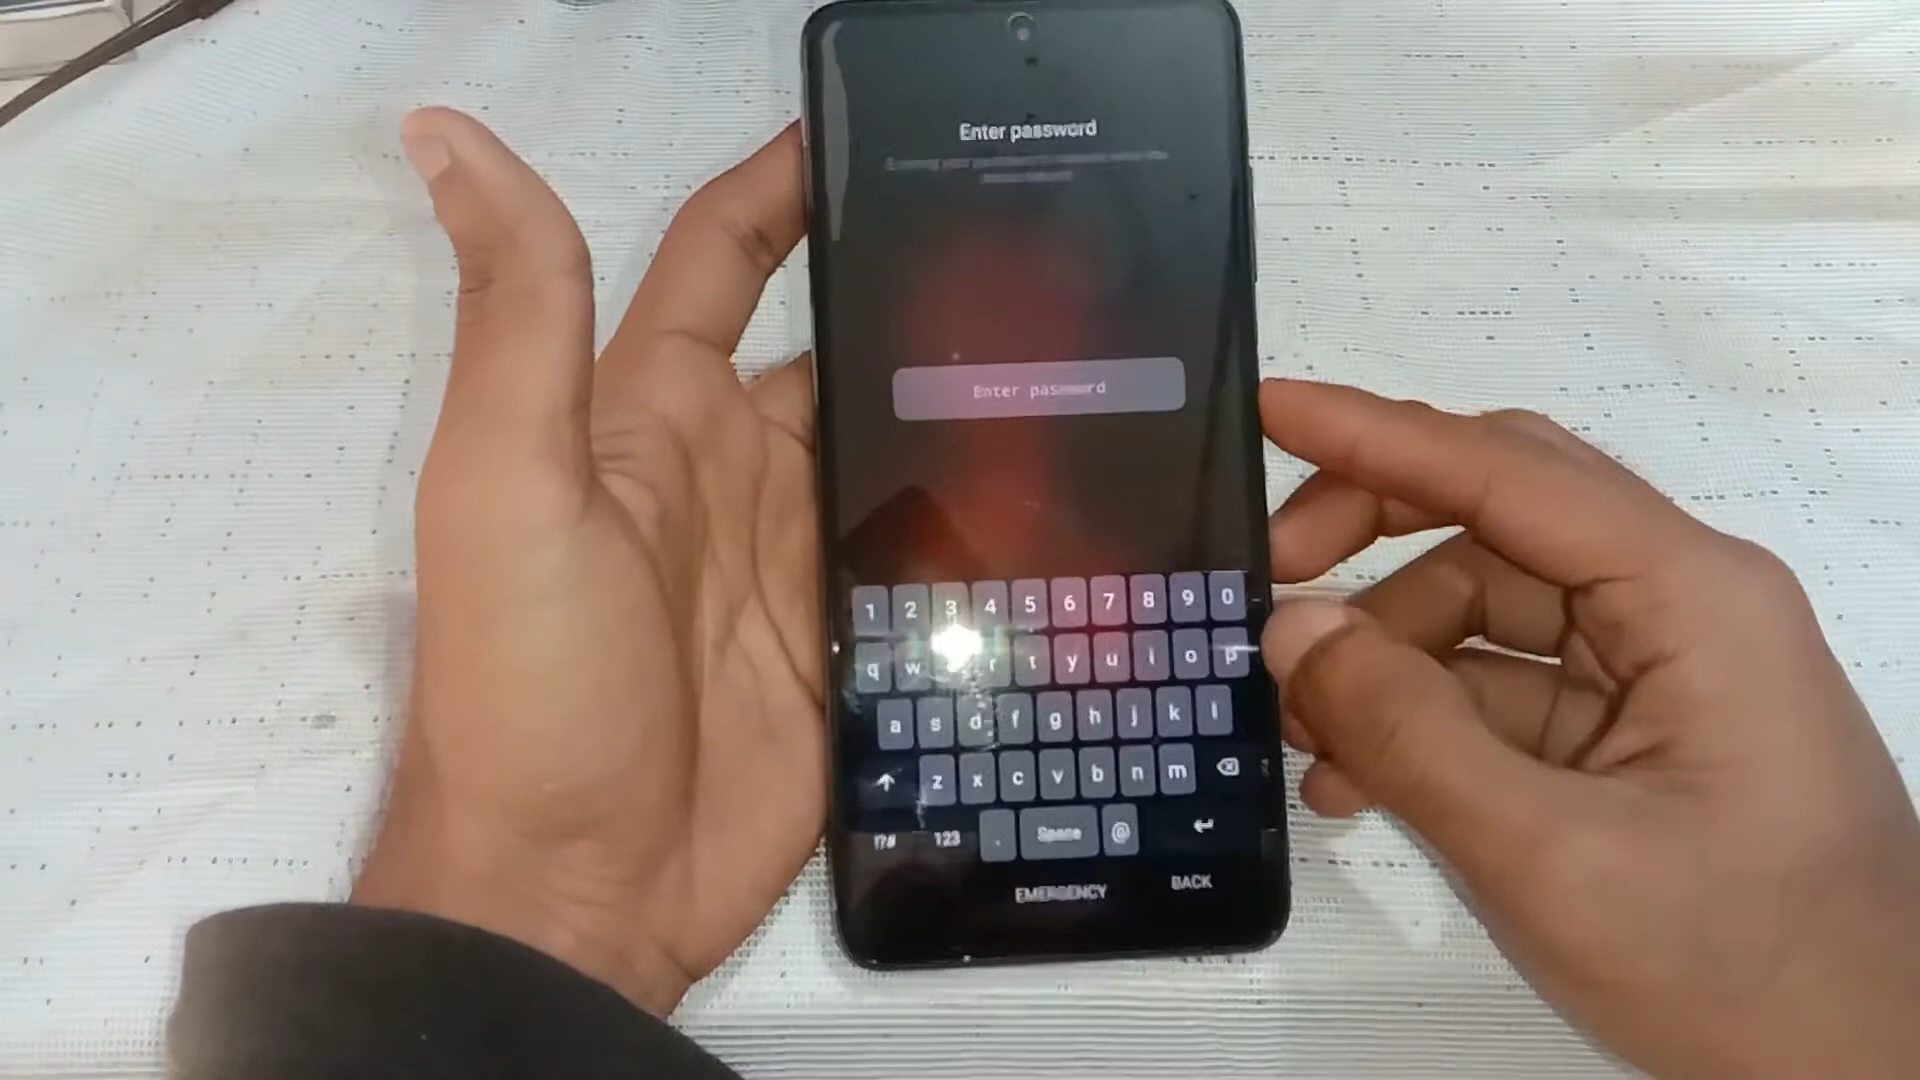 Enter password
Enter password
1 2 3 4 5 6 7 8 9 0
q w r t y u i o p
a s d f g h j k l
z x c v b n m
!?# 123 . Space @
EMERGENCY BACK